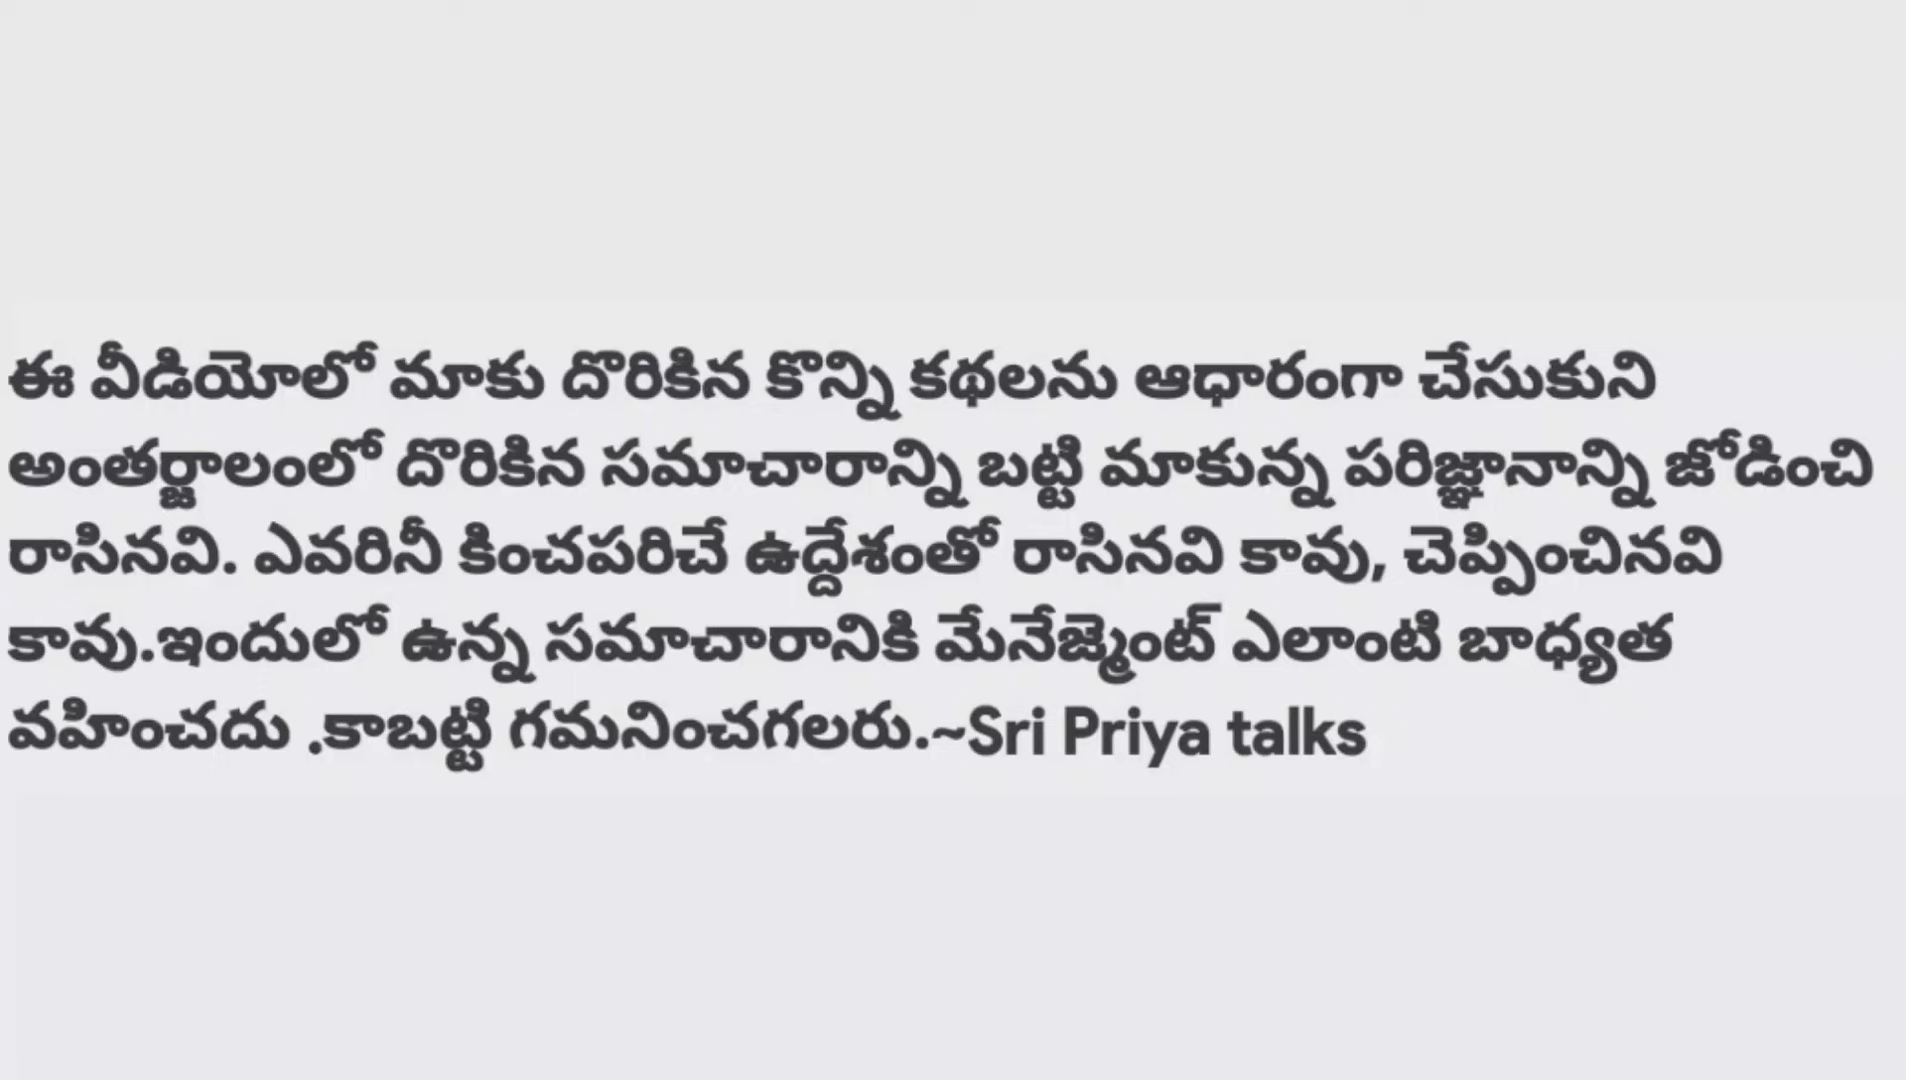 ఈ వీడియోలో మాకు దొరికిన కొన్ని కథలను ఆధారంగా చేసుకుని
అంతర్జాలంలో దొరికిన సమాచారాన్ని బట్టి మాకున్న పరిజ్ఞానాన్ని జోడించి
రాసినవి. ఎవరినీ కించపరిచే ఉద్దేశంతో రాసినవి కావు, చెప్పించినవి
కావు.ఇందులో ఉన్న సమాచారానికి మేనేజ్మెంట్ ఎలాంటి బాధ్యత
వహించదు .కాబట్టి గమనించగలరు.~Sri Priya talks